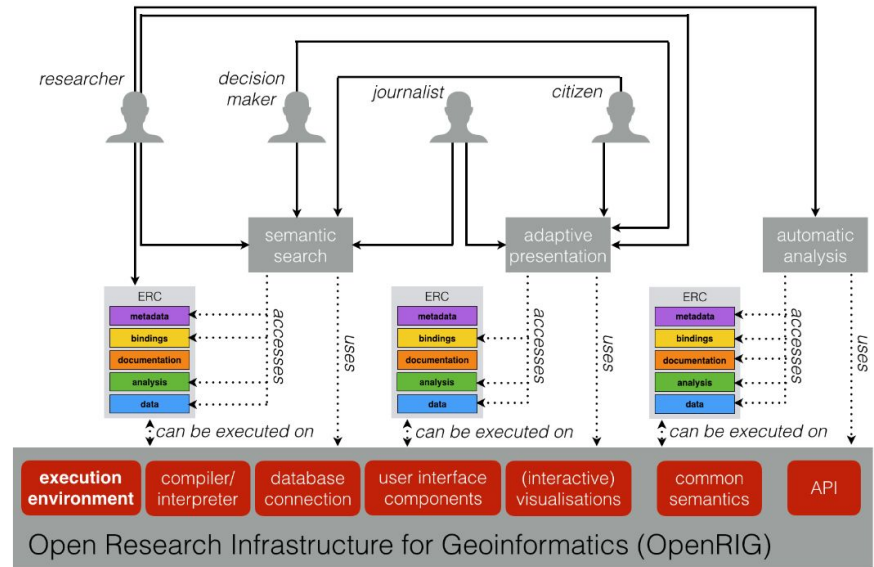 researcher
decision
maker
journalist
citizen
semantic
search
adaptive
presentation
automatic
analysis
ERC
metadata
bindings
documentation
analysis
data
accesses
uses
ERC
metadata
bindings
documentation
analysis
data
accesses
uses
ERC
metadata
bindings
documentation
analysis
data
accesses
uses
can be executed on
can be executed on
can be executed on
execution
environment
compiler/
interpreter
database
connection
user interface
components
(interactive)
visualisations
common
semantics
API
Open Research Infrastructure for Geoinformatics (OpenRIG)